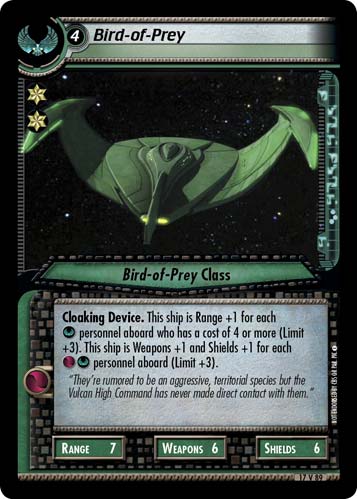 4 Bird-of-Prey
Bird-of-Prey Class
Cloaking Device. This ship is Range +1 for each
personnel aboard who has a cost of 4 or more (Limit
+3). This ship is Weapons +1 and Shields +1 for each
personnel aboard (Limit +3).
"They're rumored to be an aggressive, territorial species but the
Vulcan High Command has never made direct contact with them."
RANGE 7 WEAPONS 6 SHIELDS 6
17 V 89